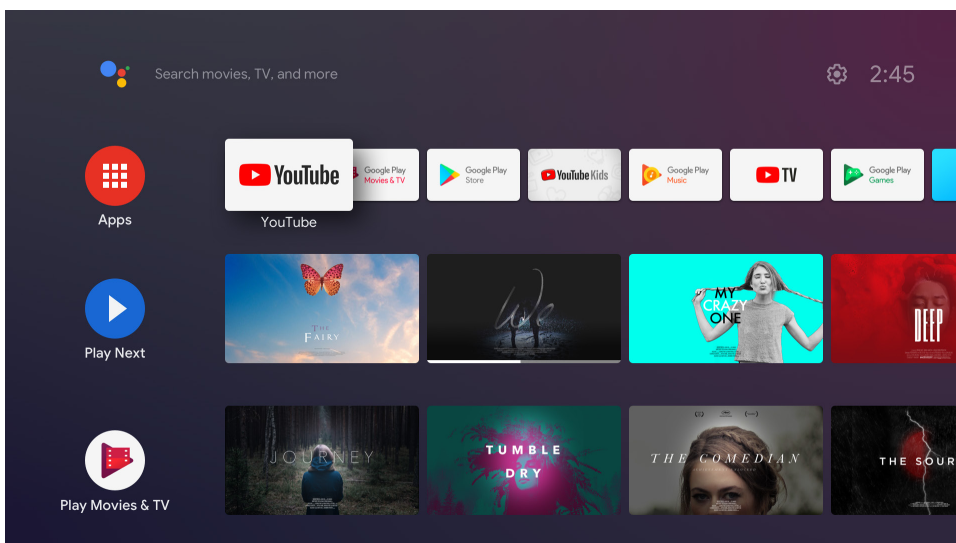 Search movies, TV, and more
2:45
YouTube
Google Play
Movies & TV
Google Play
Store
YouTube Kids
Google Play
Music
TV
Google Play
Games
Apps
YouTube
THE
FAIRY
We
MY
CRAZY
ONE
DEEP
Play Next
JOURNEY
TUMBLE
DRY
THE COMEDIAN
THE SOUR
Play Movies & TV